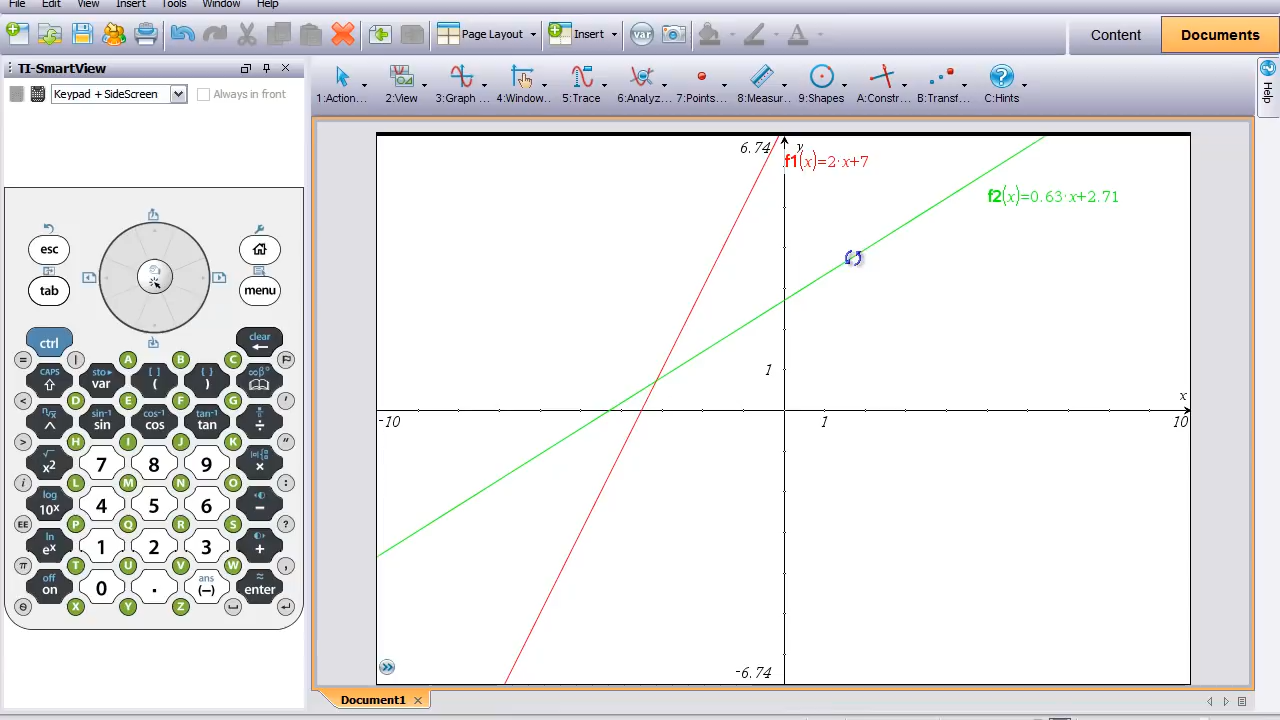 File Edit View Insert Tools Window Help
Page Layout Insert var Content Documents
TI-SmartView
Keypad + SideScreen Always in front
1:Action... 2:View 3:Graph ... 4:Window... 5:Trace 6:Analyz... 7:Points... 8:Measur... 9:Shapes A:Constr... B:Transf... C:Hints
Help
6.74 y
f1(x)=2·x+7
f2(x)=0.63·x+2.71
1
x
-10 1 10
-6.74
esc
tab menu
ctrl clear
A B C
CAPS sto► [ ] { } ∞β°
var ( )
D E F G
n√x sin-1 cos-1 tan-1
^ sin cos tan ÷
H I J K
√
x2 7 8 9 ×
L M N O
log
10x 4 5 6 −
EE P Q R S ?
ln
ex 1 2 3 +
π T U V W ,
off ans ≈
on 0 . (−) enter
X Y Z
Document1